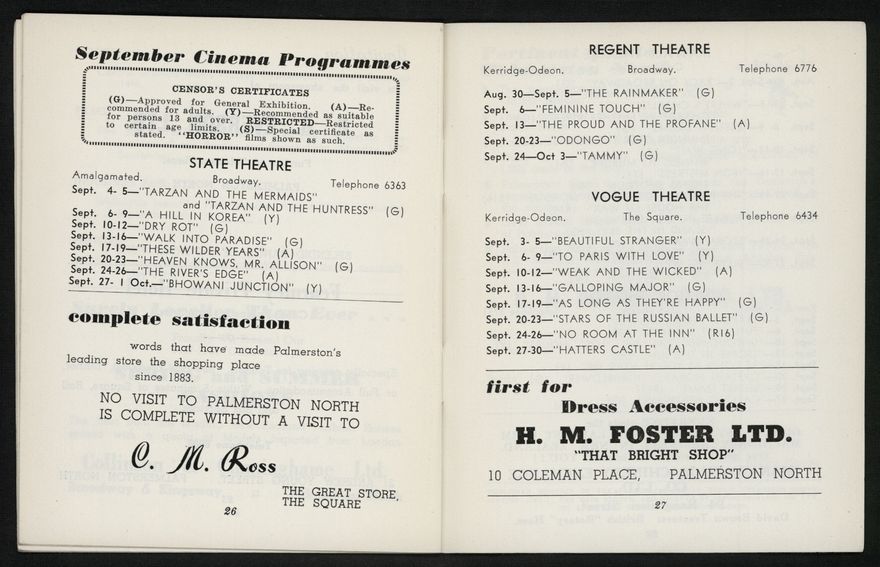 September Cinema Programmes
CENSOR'S CERTIFICATES
(G)—Approved for General Exhibition. (A)—Re-
commended for adults. (Y)—Recommended as suitable
for persons 13 and over. RESTRICTED—Restricted
to certain age limits. (S)—Special certificate as
stated. "HORROR" films shown as such.
STATE THEATRE
Amalgamated. Broadway. Telephone 6363
Sept. 4- 5—"TARZAN AND THE MERMAIDS"
and "TARZAN AND THE HUNTRESS" (G)
Sept. 6- 9—"A HILL IN KOREA" (Y)
Sept. 10-12—"DRY ROT" (G)
Sept. 13-16—"WALK INTO PARADISE" (G)
Sept. 17-19—"THESE WILDER YEARS" (A)
Sept. 20-23—"HEAVEN KNOWS, MR. ALLISON" (G)
Sept. 24-26—"THE RIVER'S EDGE" (A)
Sept. 27- 1 Oct.—"BHOWANI JUNCTION" (Y)
complete satisfaction
words that have made Palmerston's
leading store the shopping place
since 1883.
NO VISIT TO PALMERSTON NORTH
IS COMPLETE WITHOUT A VISIT TO
C. M. Ross
THE GREAT STORE,
THE SQUARE
26
REGENT THEATRE
Kerridge-Odeon. Broadway. Telephone 6776
Aug. 30—Sept. 5—"THE RAINMAKER" (G)
Sept. 6—"FEMININE TOUCH" (G)
Sept. 13—"THE PROUD AND THE PROFANE" (A)
Sept. 20-23—"ODONGO" (G)
Sept. 24—Oct 3—"TAMMY" (G)
VOGUE THEATRE
Kerridge-Odeon. The Square. Telephone 6434
Sept. 3- 5—"BEAUTIFUL STRANGER" (Y)
Sept. 6- 9—"TO PARIS WITH LOVE" (Y)
Sept. 10-12—"WEAK AND THE WICKED" (A)
Sept. 13-16—"GALLOPING MAJOR" (G)
Sept. 17-19—"AS LONG AS THEY'RE HAPPY" (G)
Sept. 20-23—"STARS OF THE RUSSIAN BALLET" (G)
Sept. 24-26—"NO ROOM AT THE INN" (R16)
Sept. 27-30—"HATTERS CASTLE" (A)
first for
Dress Accessories
H. M. FOSTER LTD.
"THAT BRIGHT SHOP"
10 COLEMAN PLACE, PALMERSTON NORTH
27